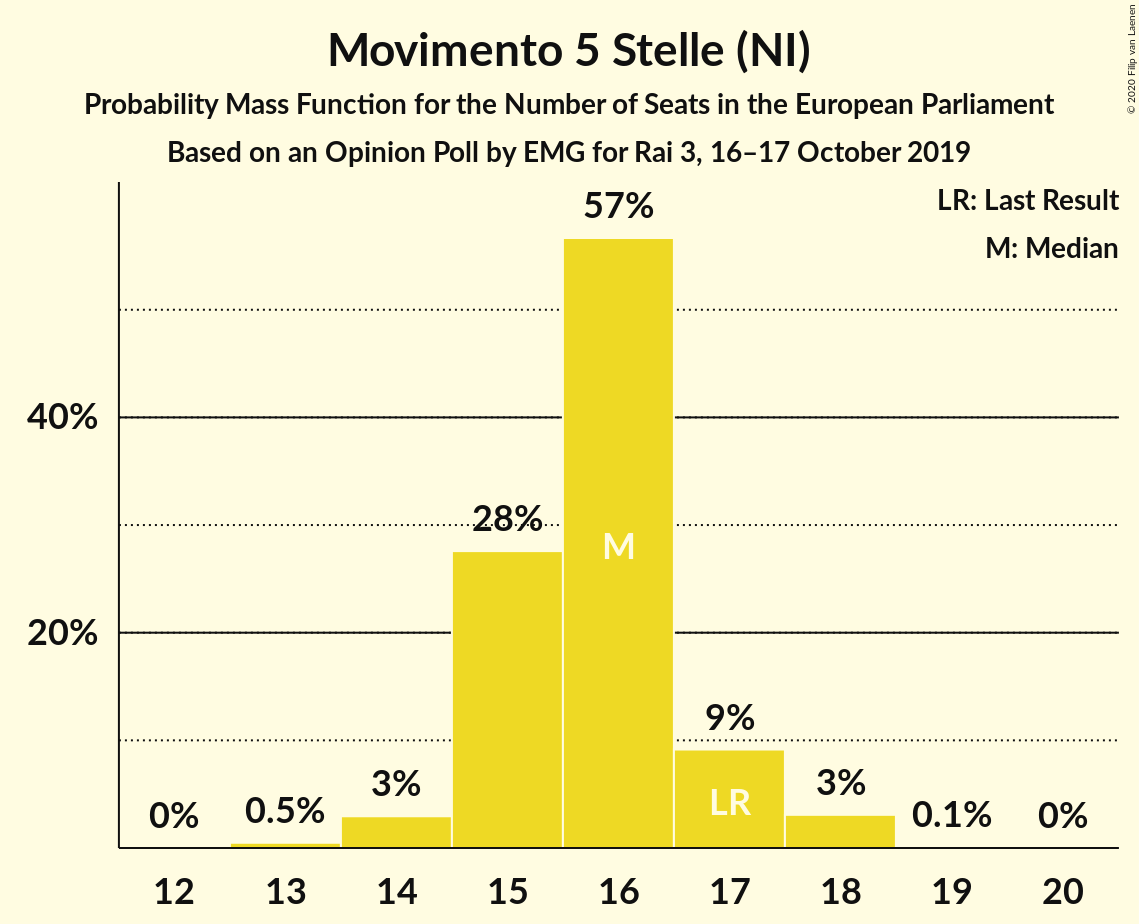 Movimento 5 Stelle (NI)
Probability Mass Function for the Number of Seats in the European Parliament
Based on an Opinion Poll by EMG for Rai 3, 16–17 October 2019
© 2020 Filip van Laenen
LR: Last Result
M: Median
57%
40%
28%
M
20%
9%
3%
LR
3%
0%
0.5%
0.1%
0%
12 13 14 15 16 17 18 19 20